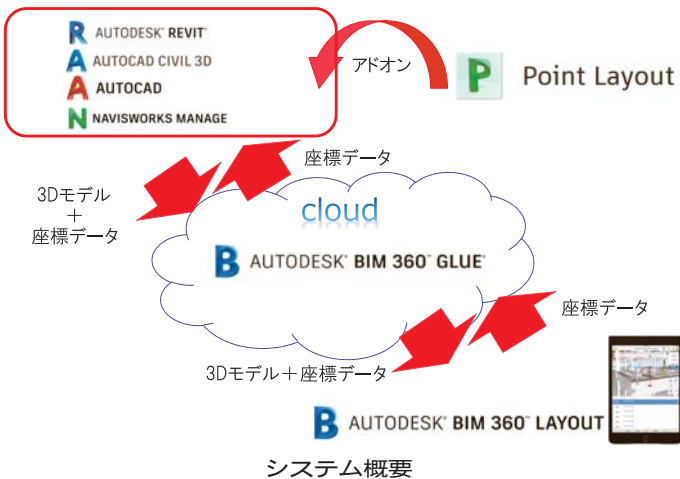 AUTODESK® REVIT®
AUTOCAD CIVIL 3D
AUTOCAD
NAVISWORKS MANAGE
アドオン
Point Layout
座標データ
3Dモデル
+
座標データ
cloud
AUTODESK® BIM 360™ GLUE®
座標データ
3Dモデル+座標データ
AUTODESK® BIM 360™ LAYOUT
システム概要